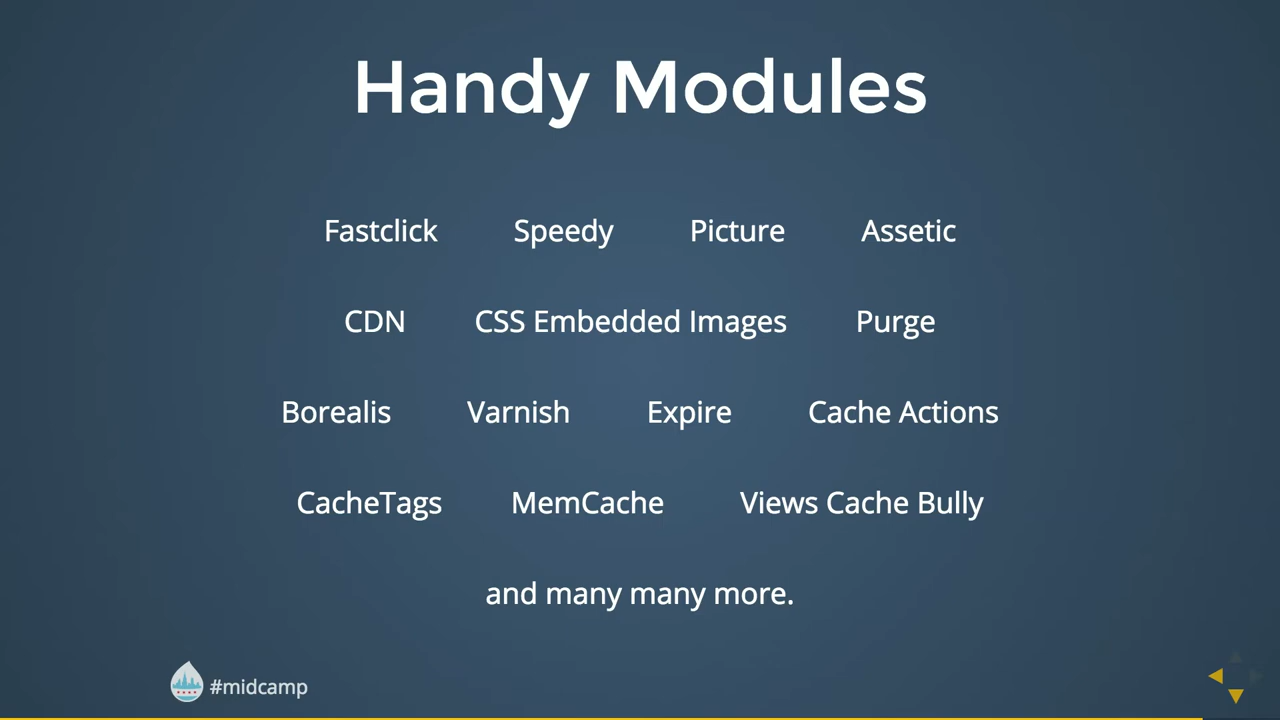 Handy Modules
Fastclick Speedy Picture Assetic
CDN CSS Embedded Images Purge
Borealis Varnish Expire Cache Actions
CacheTags MemCache Views Cache Bully
and many many more.
#midcamp